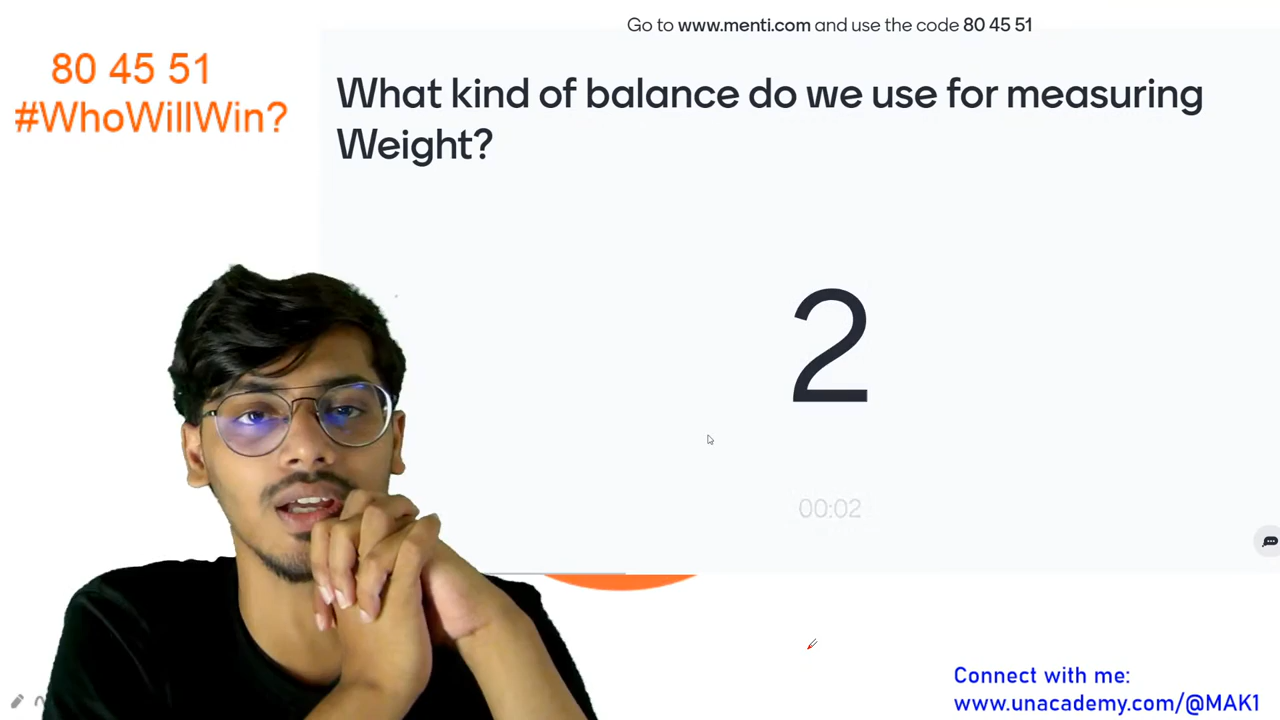 Go to www.menti.com and use the code 80 45 51
80 45 51
#WhoWillWin?
What kind of balance do we use for measuring
Weight?
2
00:02
Connect with me:
www.unacademy.com/@MAK1